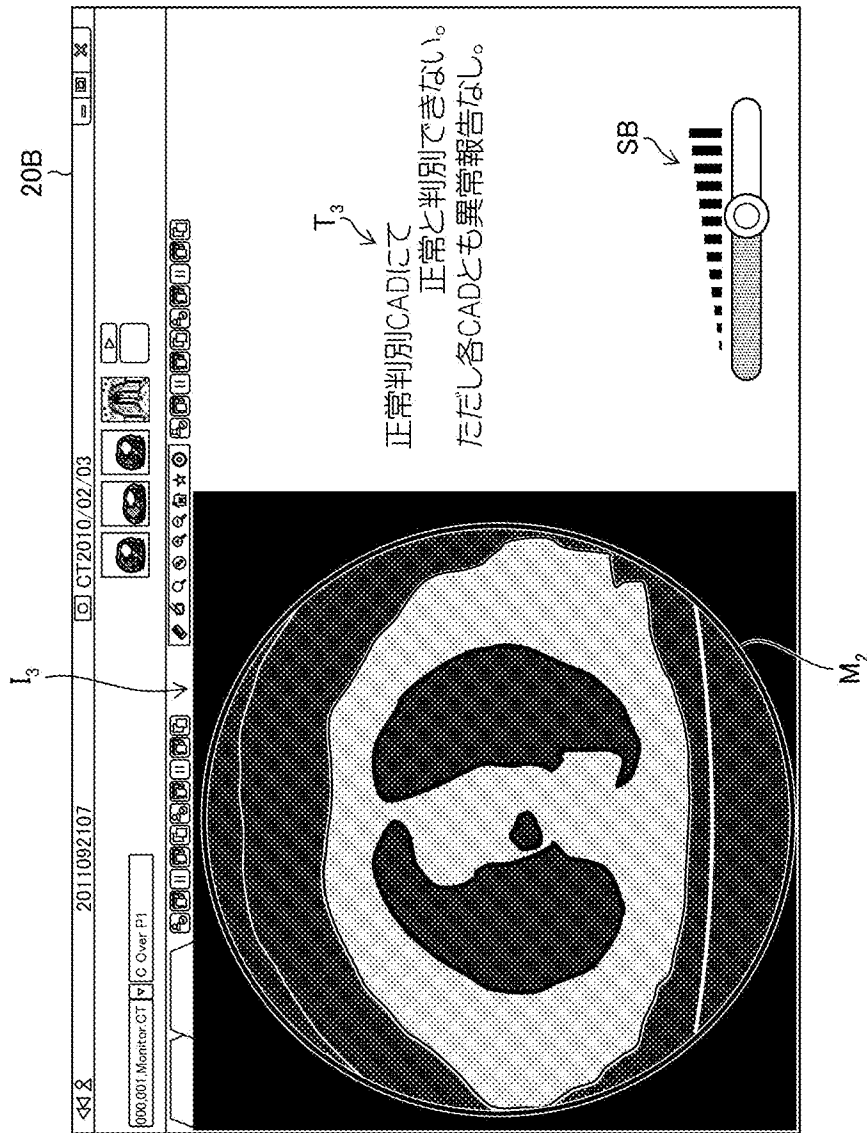 20B
I₃
2011092107
CT2010/02/03
000,001,Monitor.CT
C Over P1
T₃
正常判別CADにて
正常と判別できない。
ただし各CADとも異常報告なし。
SB
M₂